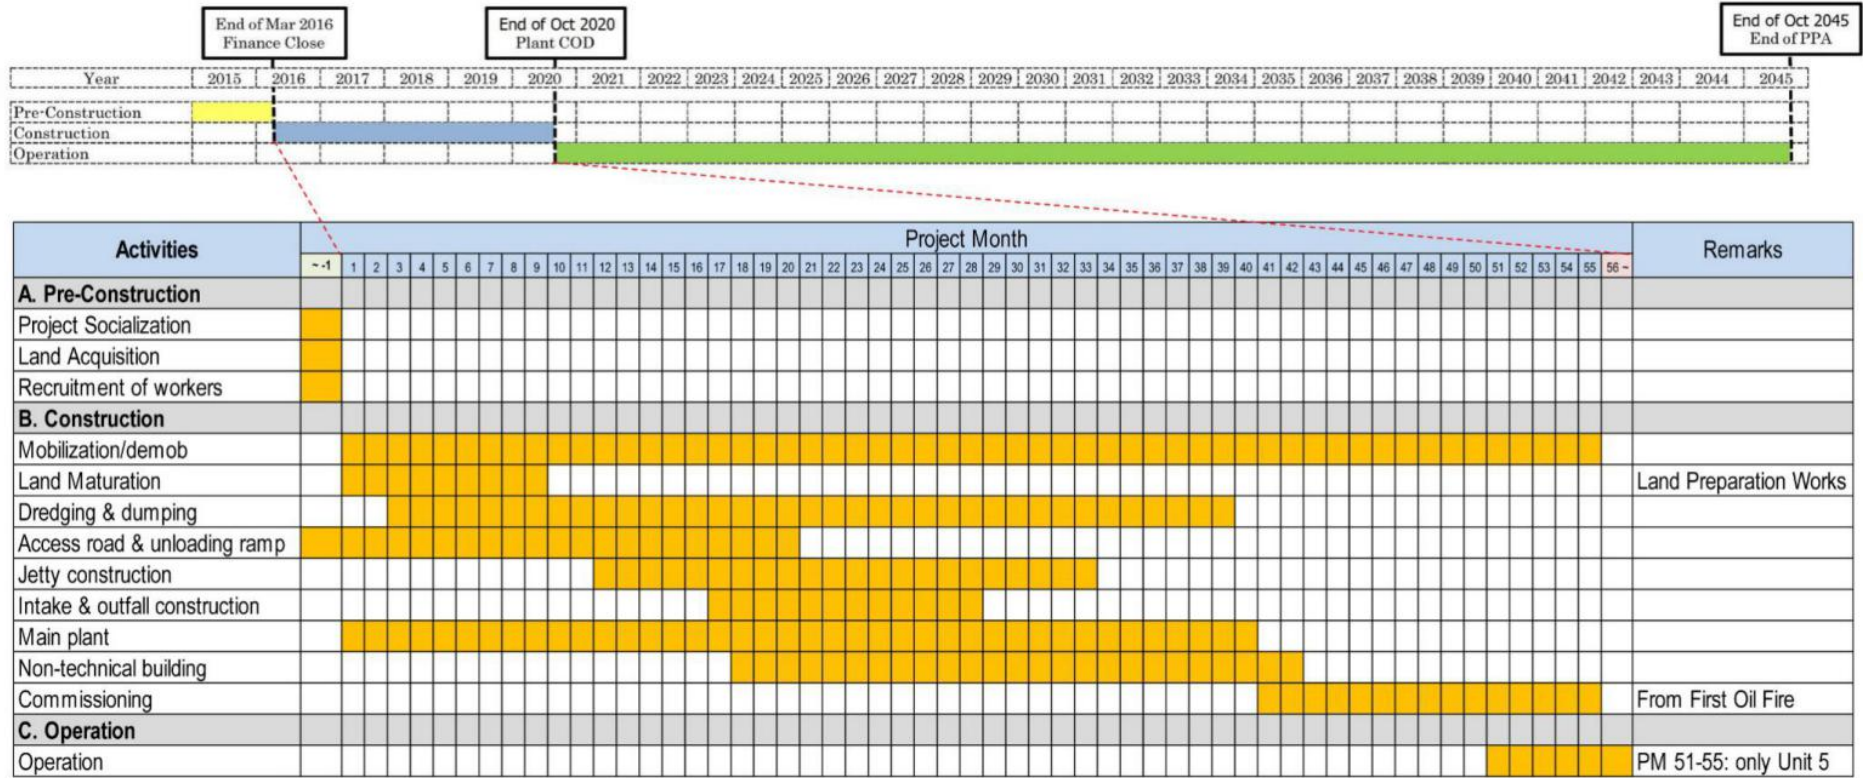 End of Mar 2016
Finance Close
End of Oct 2020
Plant COD
End of Oct 2045
End of PPA
Year 2015 2016 2017 2018 2019 2020 2021 2022 2023 2024 2025 2026 2027 2028 2029 2030 2031 2032 2033 2034 2035 2036 2037 2038 2039 2040 2041 2042 2043 2044 2045
Pre-Construction
Construction
Operation
Activities Project Month Remarks
~ -1 1 2 3 4 5 6 7 8 9 10 11 12 13 14 15 16 17 18 19 20 21 22 23 24 25 26 27 28 29 30 31 32 33 34 35 36 37 38 39 40 41 42 43 44 45 46 47 48 49 50 51 52 53 54 55 56 ~
A. Pre-Construction
Project Socialization
Land Acquisition
Recruitment of workers
B. Construction
Mobilization/demob
Land Maturation Land Preparation Works
Dredging & dumping
Access road & unloading ramp
Jetty construction
Intake & outfall construction
Main plant
Non-technical building
Commissioning From First Oil Fire
C. Operation
Operation PM 51-55: only Unit 5